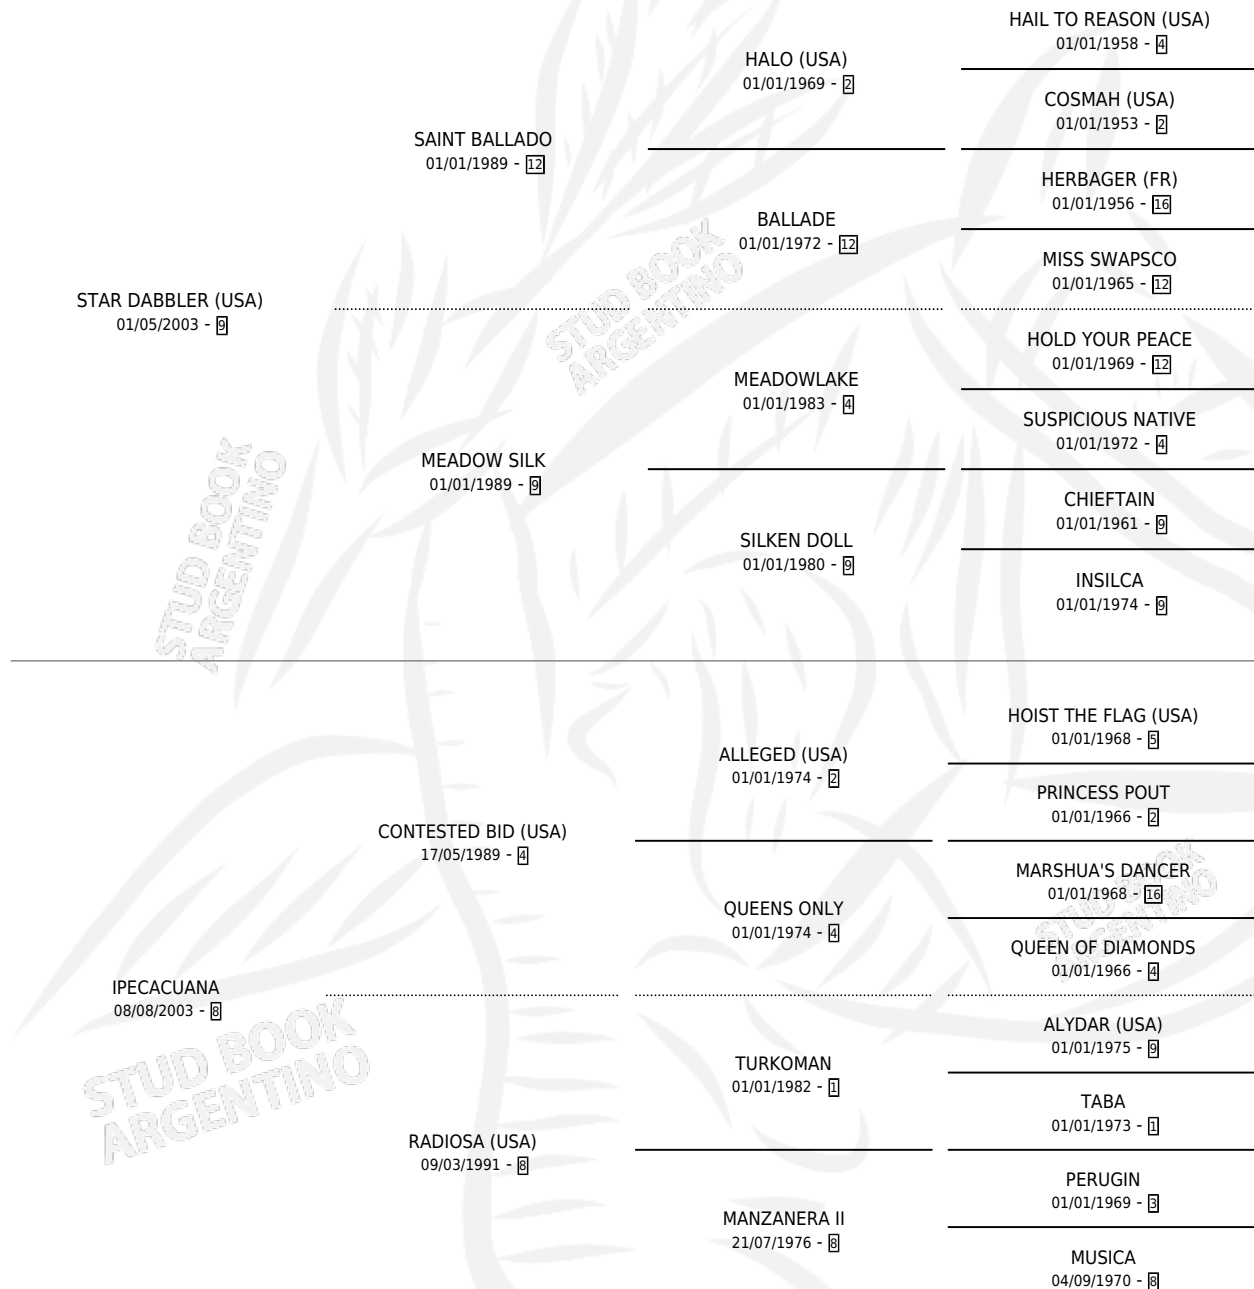 HAIL TO REASON (USA)
01/01/1958 - 4
HALO (USA)
01/01/1969 - 2
COSMAH (USA)
01/01/1953 - 2
SAINT BALLADO
01/01/1989 - 12
HERBAGER (FR)
01/01/1956 - 16
BALLADE
01/01/1972 - 12
MISS SWAPSCO
01/01/1965 - 12
STAR DABBLER (USA)
01/05/2003 - 9
HOLD YOUR PEACE
01/01/1969 - 12
MEADOWLAKE
01/01/1983 - 4
SUSPICIOUS NATIVE
01/01/1972 - 4
MEADOW SILK
01/01/1989 - 9
CHIEFTAIN
01/01/1961 - 9
SILKEN DOLL
01/01/1980 - 9
INSILCA
01/01/1974 - 9
HOIST THE FLAG (USA)
01/01/1968 - 5
ALLEGED (USA)
01/01/1974 - 2
PRINCESS POUT
01/01/1966 - 2
CONTESTED BID (USA)
17/05/1989 - 4
MARSHUA'S DANCER
01/01/1968 - 16
QUEENS ONLY
01/01/1974 - 4
QUEEN OF DIAMONDS
01/01/1966 - 4
IPECACUANA
08/08/2003 - 8
ALYDAR (USA)
01/01/1975 - 9
TURKOMAN
01/01/1982 - 1
TABA
01/01/1973 - 1
RADIOSA (USA)
09/03/1991 - 8
PERUGIN
01/01/1969 - 3
MANZANERA II
21/07/1976 - 8
MUSICA
04/09/1970 - 8
STUD BOOK
ARGENTINO
STUD BOOK
ARGENTINO
STUD BOOK
ARGENTINO
STUD BOOK
ARGENTINO